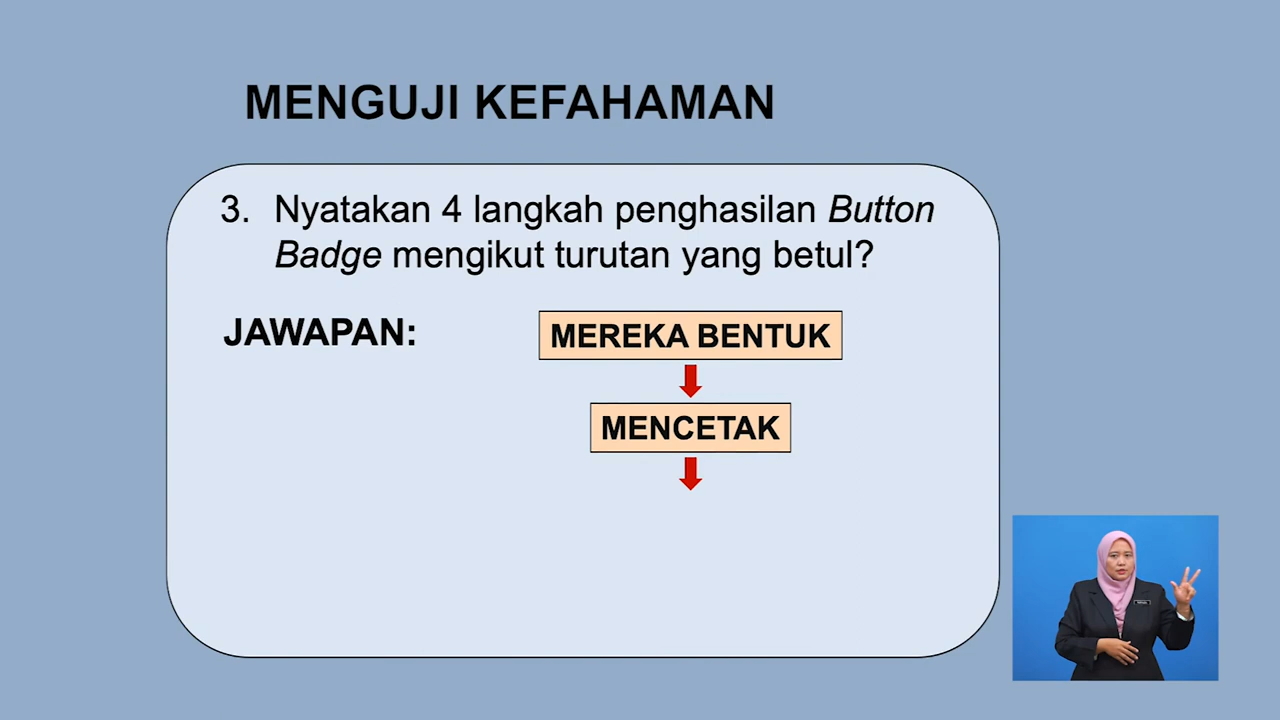 MENGUJI KEFAHAMAN
3. Nyatakan 4 langkah penghasilan Button
Badge mengikut turutan yang betul?
JAWAPAN:
MEREKA BENTUK
MENCETAK